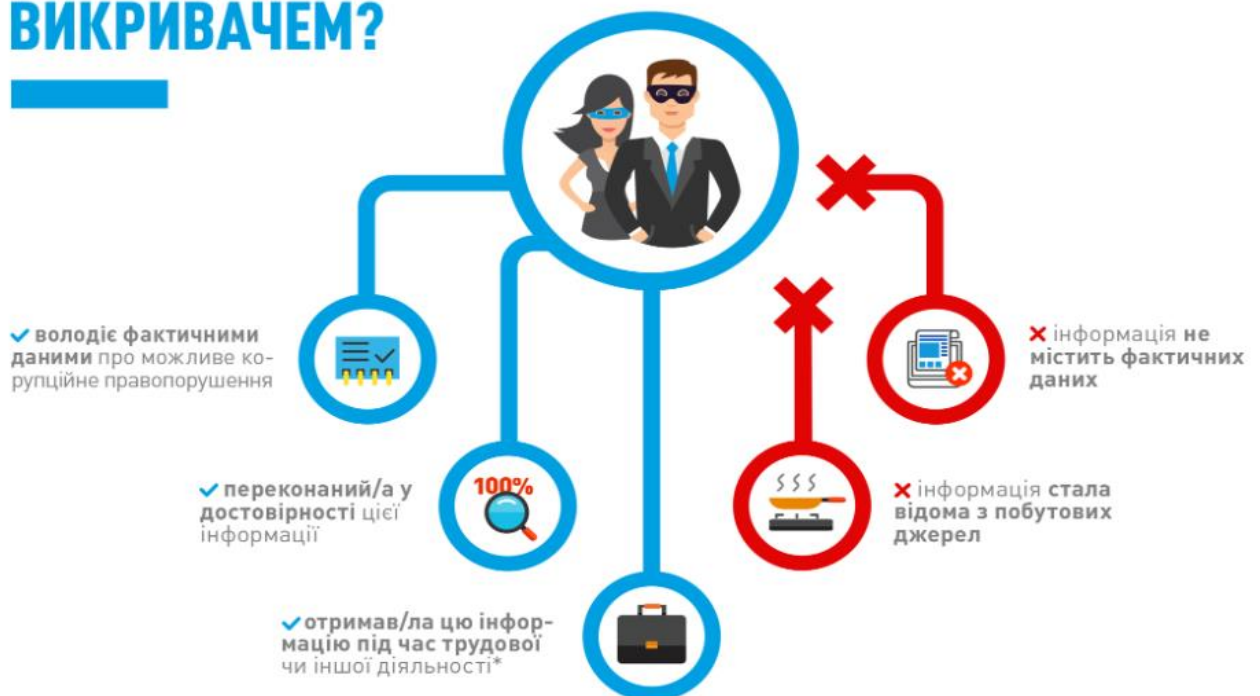 ВИКРИВАЧЕМ?
✓ володіє фактичними
даними про можливе ко-
рупційне правопорушення
100%
✓ переконаний/а у
достовірності цієї
інформації
✓ отримав/ла цю інфор-
мацію під час трудової
чи іншої діяльності*
✗ інформація не
містить фактичних
даних
✗ інформація стала
відома з побутових
джерел